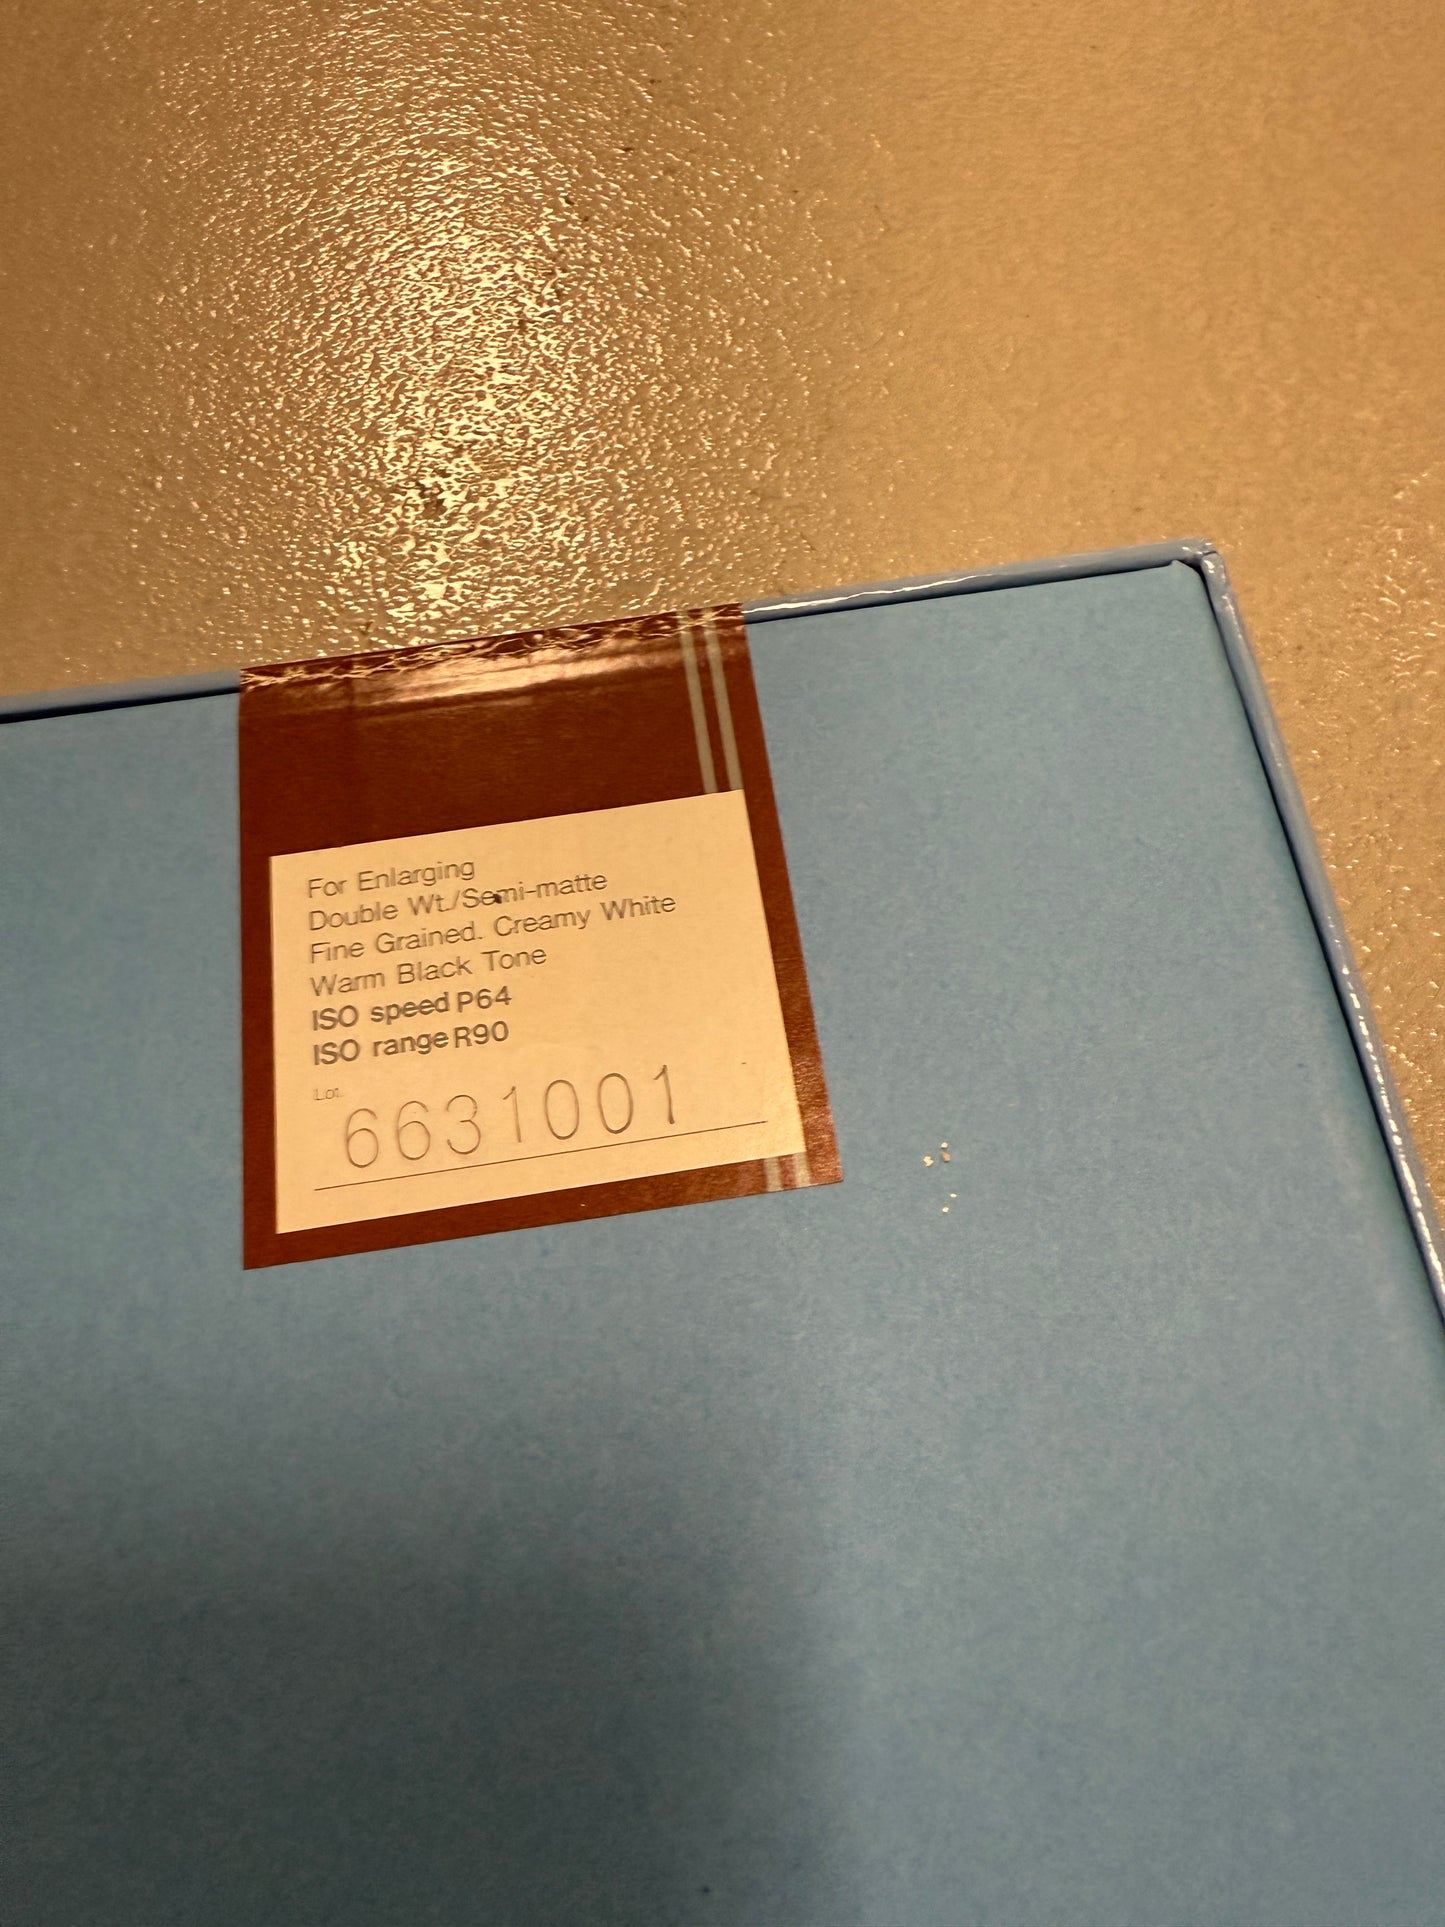 For Enlarging
Double Wt./Semi-matte
Fine Grained. Creamy White
Warm Black Tone
ISO speed P64
ISO range R90
Lot.
6631001